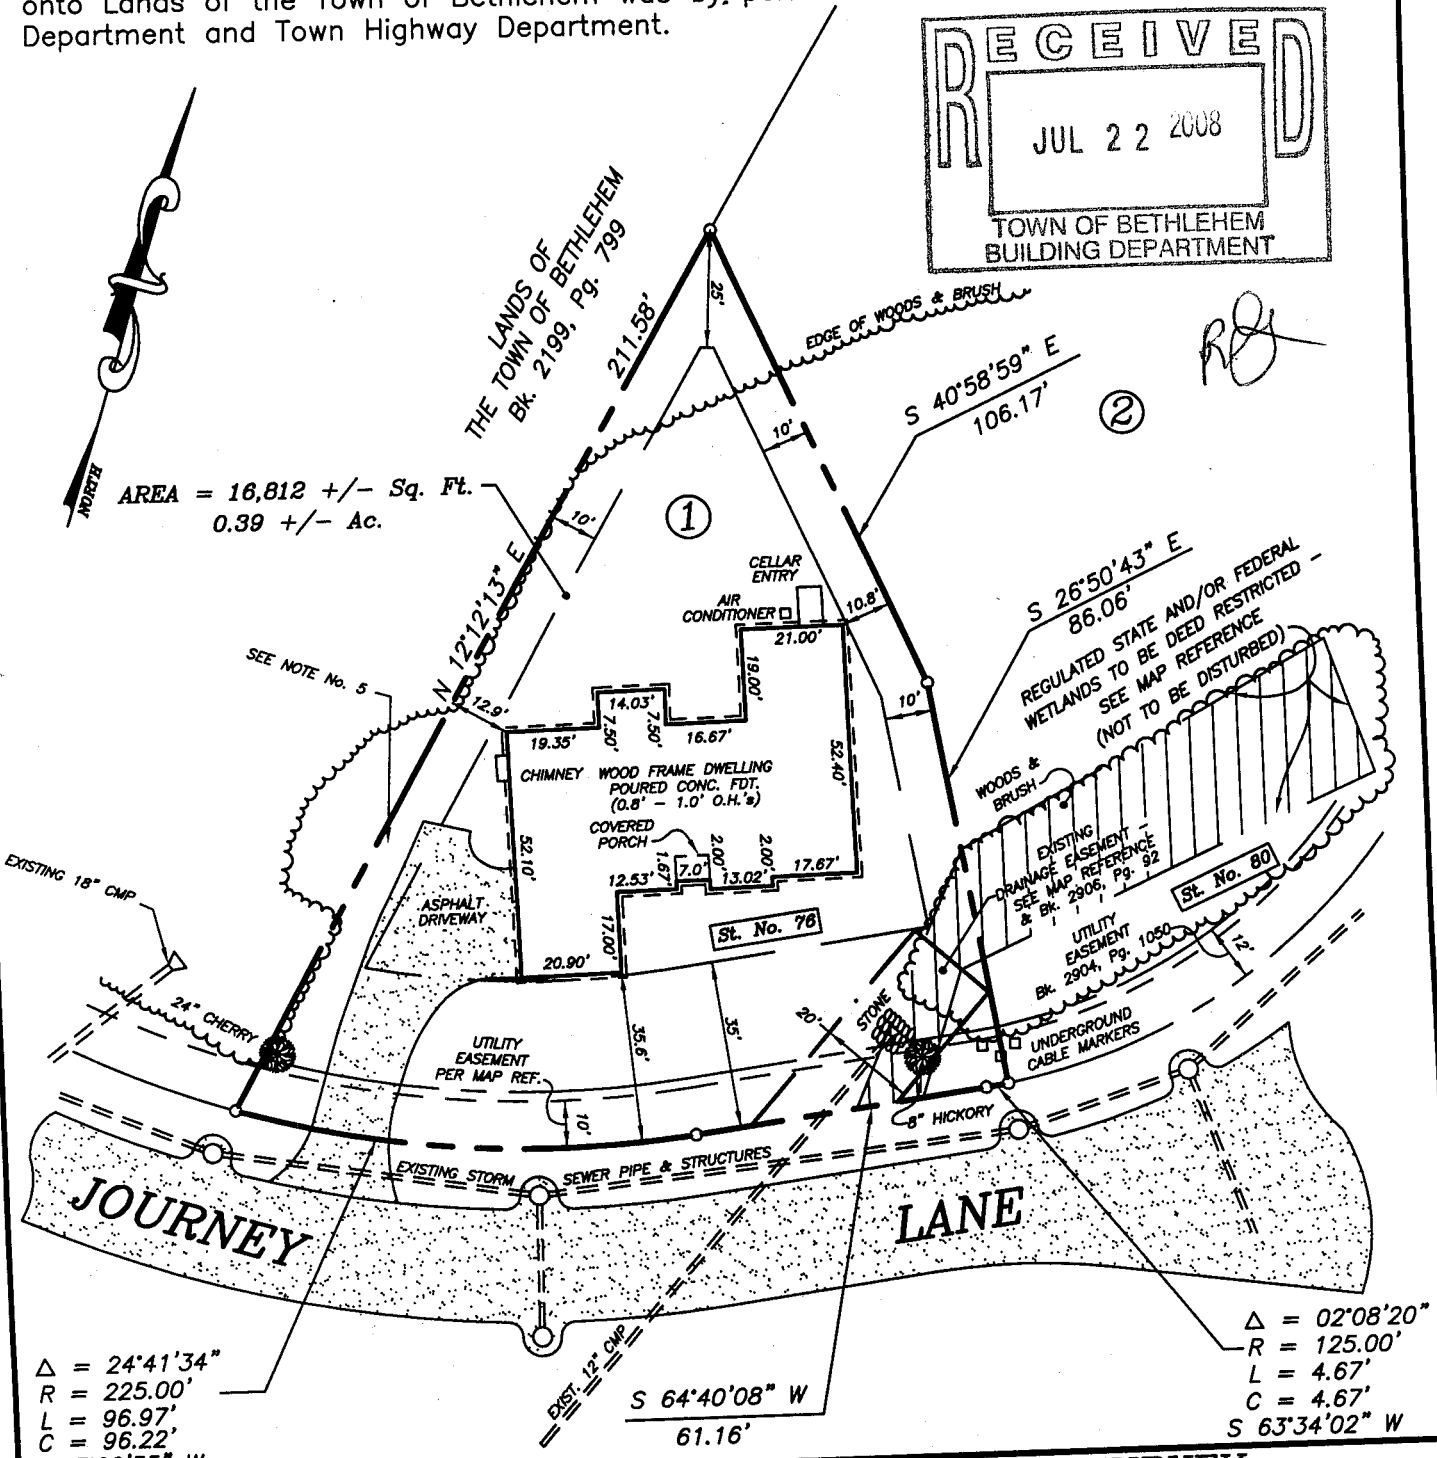 onto Lands of the Town of Bethlehem was by
Department and Town Highway Department.
RECEIVED
JUL 22 2008
TOWN OF BETHLEHEM
BUILDING DEPARTMENT
NORTH
LANDS OF
THE TOWN OF BETHLEHEM
Bk. 2199, Pg. 799
211.58'
25'
EDGE OF WOODS & BRUSH
S 40°58'59" E
106.17'
2
10'
AREA = 16,812 +/- Sq. Ft.
0.39 +/- Ac.
10'
1
N 12°12'13" E
CELLAR
ENTRY
AIR
CONDITIONER
10.8'
21.00'
S 26°50'43" E
86.06'
REGULATED STATE AND/OR FEDERAL
WETLANDS TO BE DEED RESTRICTED -
SEE MAP REFERENCE
(NOT TO BE DISTURBED)
SEE NOTE No. 5
12.9'
19.00'
14.03'
7.50'
7.50'
19.35'
16.67'
10'
52.40'
CHIMNEY
WOOD FRAME DWELLING
POURED CONC. FDT.
(0.8' - 1.0' O.H.'s)
WOODS &
BRUSH
COVERED
PORCH
52.10'
1.67'
7.0'
2.00'
2.00'
12.53'
13.02'
17.67'
EXISTING
DRAINAGE EASEMENT -
SEE MAP REFERENCE
& Bk. 2906, Pg. 92
St. No. 80
EXISTING 18" CMP
ASPHALT
DRIVEWAY
17.00'
St. No. 76
UTILITY
EASEMENT
Bk. 2904, Pg. 1050
12'
20.90'
24" CHERRY
UTILITY
EASEMENT
PER MAP REF.
35.6'
35'
20'
STONE
UNDERGROUND
CABLE MARKERS
10'
8" HICKORY
EXISTING STORM SEWER PIPE & STRUCTURES
JOURNEY LANE
EXIST. 12" CMP
△ = 24°41'34"
R = 225.00'
L = 96.97'
C = 96.22'
S 64°40'08" W
61.16'
△ = 02°08'20"
R = 125.00'
L = 4.67'
C = 4.67'
S 63°34'02" W